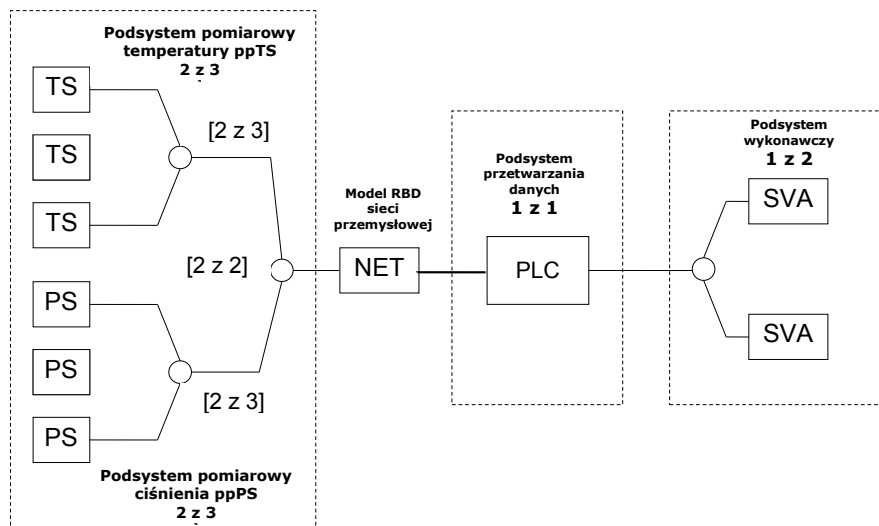 Podsystem pomiarowy
temperatury ppTS
2 z 3
TS
TS
TS
[2 z 3]
[2 z 2]
PS
PS
PS
[2 z 3]
Podsystem pomiarowy
ciśnienia ppPS
2 z 3
Model RBD
sieci
przemysłowej
NET
Podsystem
przetwarzania
danych
1 z 1
PLC
Podsystem
wykonawczy
1 z 2
SVA
SVA